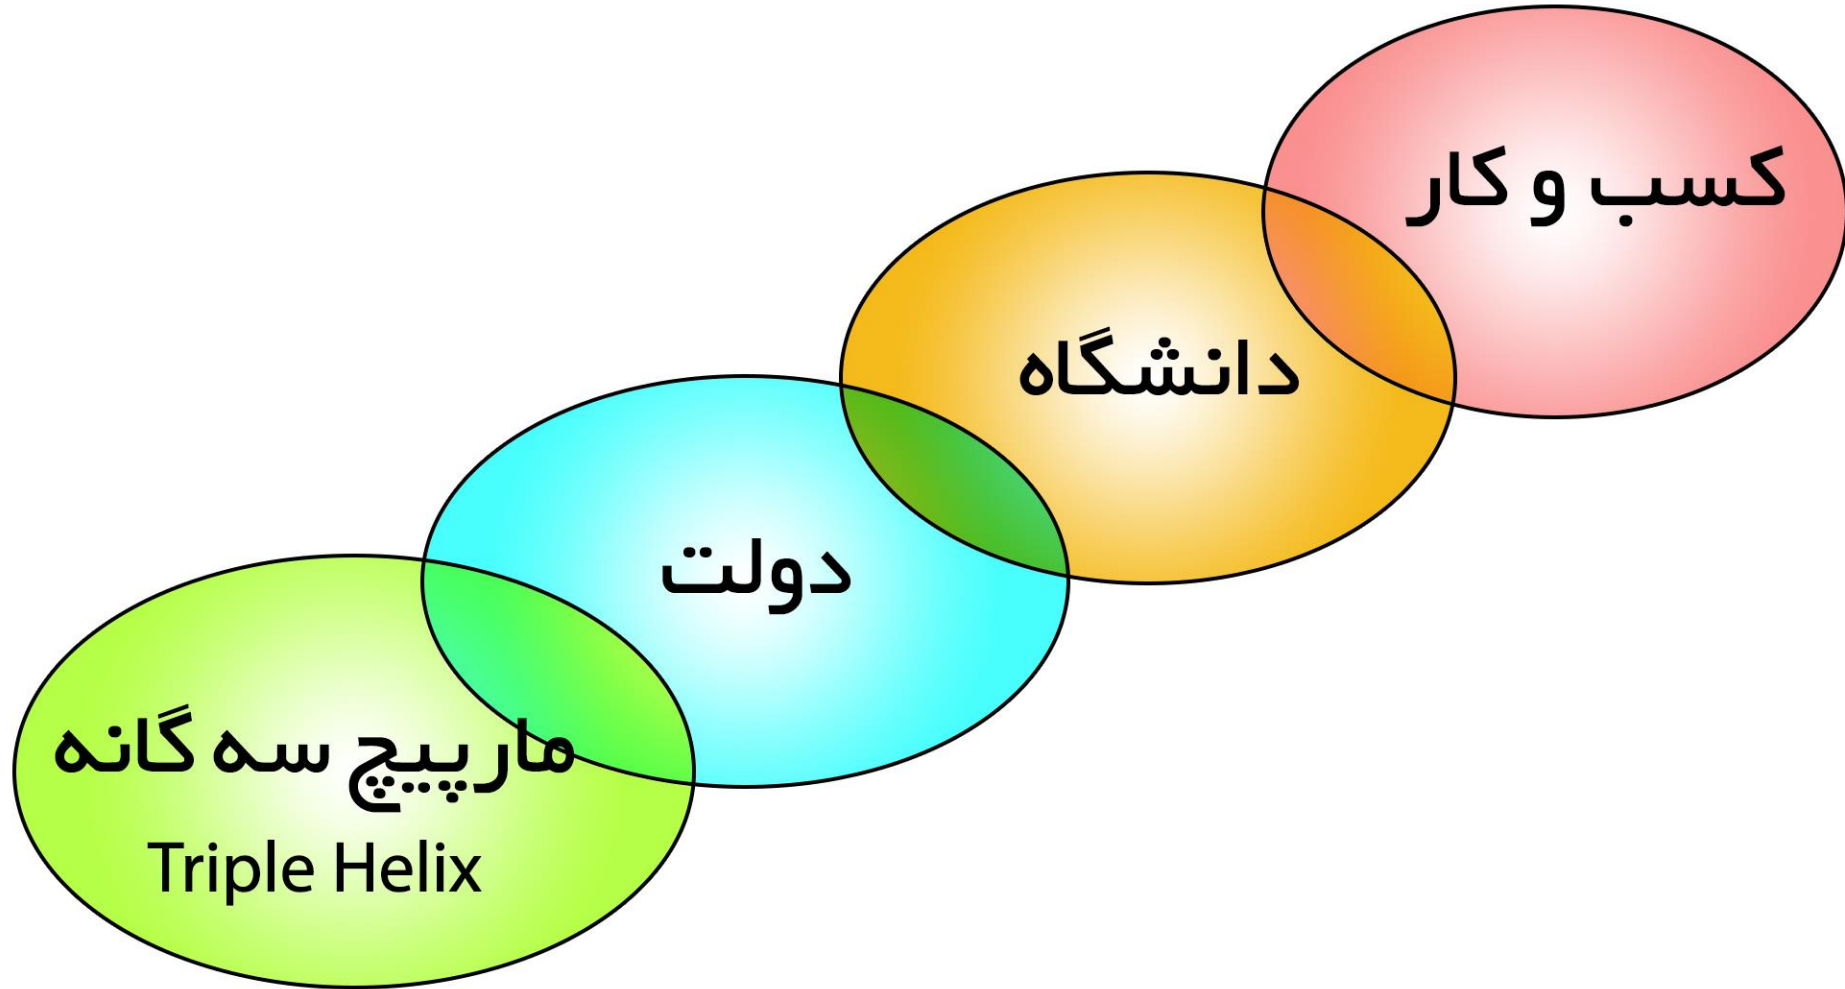 کسب و کار
دانشگاه
دولت
مارپیچ سه گانه
Triple Helix